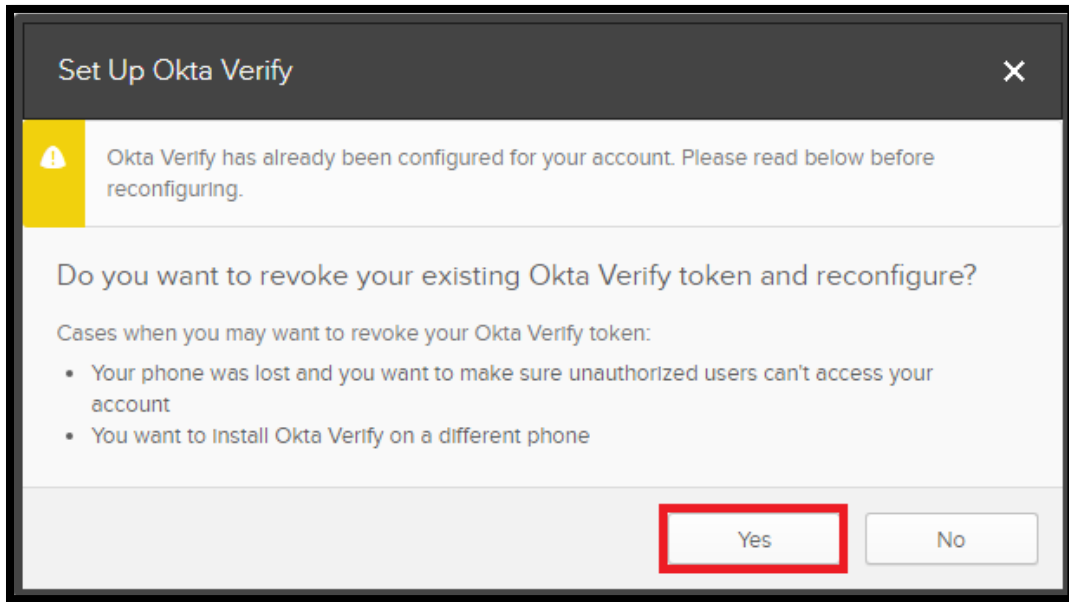 Set Up Okta Verify
Okta Verify has already been configured for your account. Please read below before
reconfiguring.
Do you want to revoke your existing Okta Verify token and reconfigure?
Cases when you may want to revoke your Okta Verify token:
• Your phone was lost and you want to make sure unauthorized users can't access your
account
• You want to install Okta Verify on a different phone
Yes
No